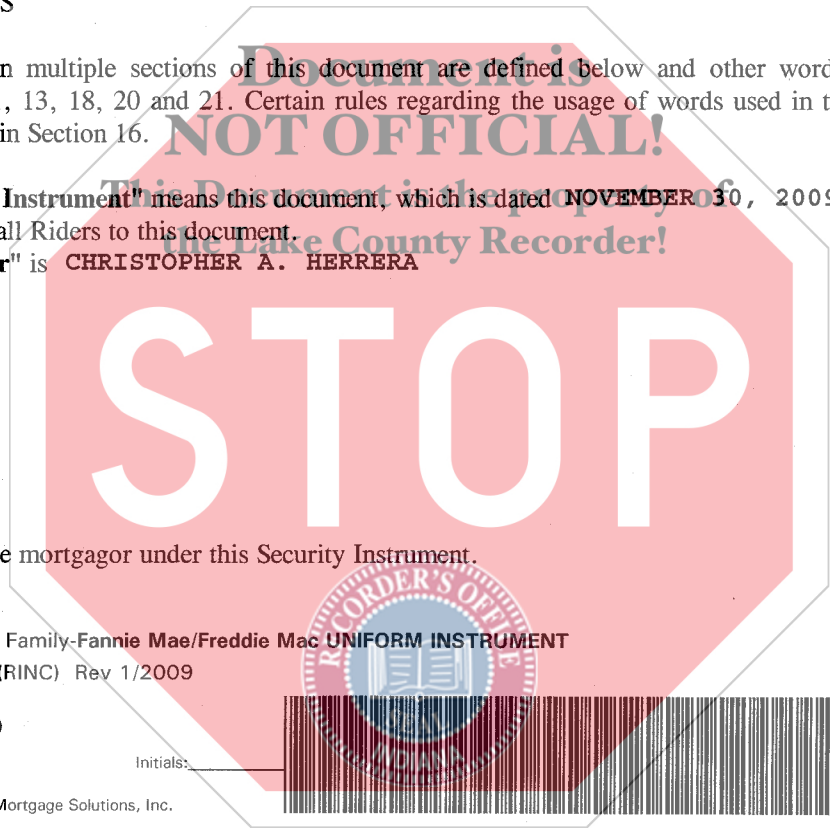 S
Document is
n multiple sections of this document are defined below and other word
, 13, 18, 20 and 21. Certain rules regarding the usage of words used in t
NOT OFFICIAL!
in Section 16.
This Document is the property of
Instrument" means this document, which is dated NOVEMBER 30, 2009
all Riders to this document.
the Lake County Recorder!
r" is CHRISTOPHER A. HERRERA
STOP
e mortgagor under this Security Instrument.
RECORDER'S OFFICE
Family-Fannie Mae/Freddie Mac UNIFORM INSTRUMENT
(RINC) Rev 1/2009
SEAL
INDIANA
)
Initials:
Mortgage Solutions, Inc.